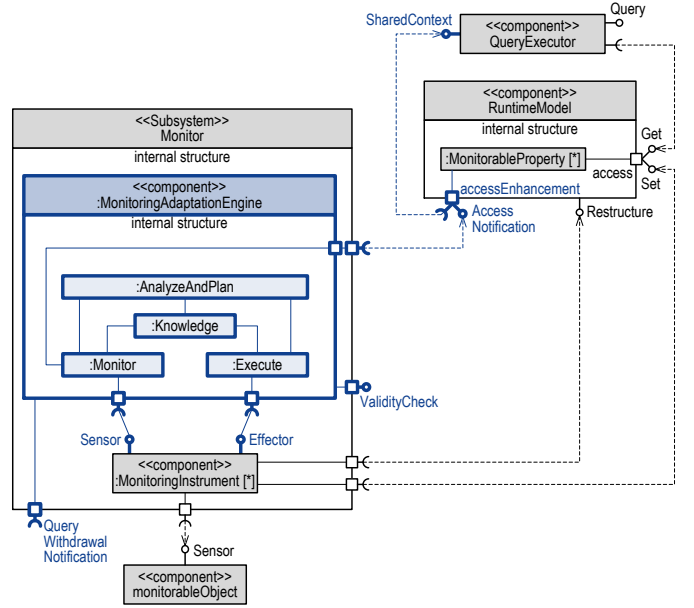 SharedContext
Query
<<component>>
QueryExecutor
<<component>>
RuntimeModel
internal structure
:MonitorableProperty [*]
Get
access
Set
accessEnhancement
Access
Notification
Restructure
<<Subsystem>>
Monitor
internal structure
<<component>>
:MonitoringAdaptationEngine
internal structure
:AnalyzeAndPlan
:Knowledge
:Monitor
:Execute
ValidityCheck
Sensor
Effector
<<component>>
:MonitoringInstrument [*]
Query
Withdrawal
Notification
Sensor
<<component>>
monitorableObject